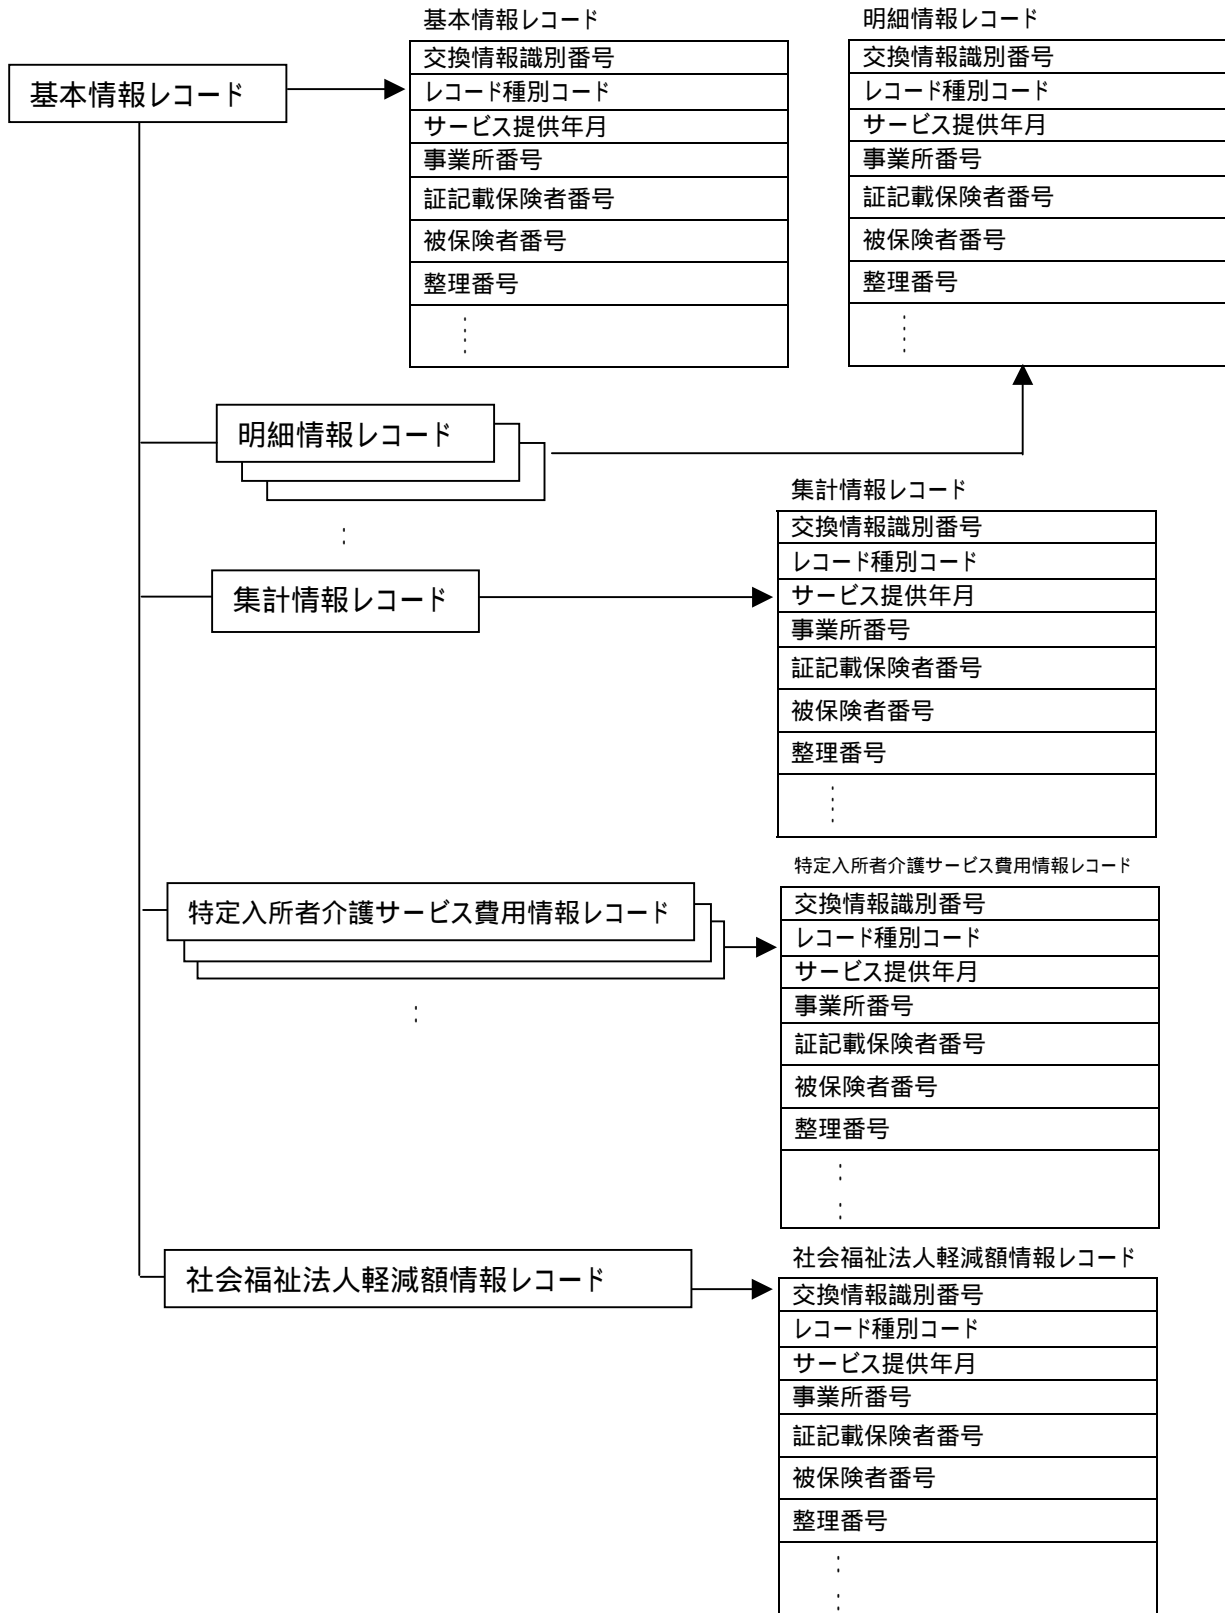 基本情報レコード
基本情報レコード
交換情報識別番号
レコード種別コード
サービス提供年月
事業所番号
証記載保険者番号
被保険者番号
整理番号
明細情報レコード
交換情報識別番号
レコード種別コード
サービス提供年月
事業所番号
証記載保険者番号
被保険者番号
整理番号
明細情報レコード
集計情報レコード
集計情報レコード
交換情報識別番号
レコード種別コード
サービス提供年月
事業所番号
証記載保険者番号
被保険者番号
整理番号
特定入所者介護サービス費用情報レコード
特定入所者介護サービス費用情報レコード
交換情報識別番号
レコード種別コード
サービス提供年月
事業所番号
証記載保険者番号
被保険者番号
整理番号
社会福祉法人軽減額情報レコード
社会福祉法人軽減額情報レコード
交換情報識別番号
レコード種別コード
サービス提供年月
事業所番号
証記載保険者番号
被保険者番号
整理番号